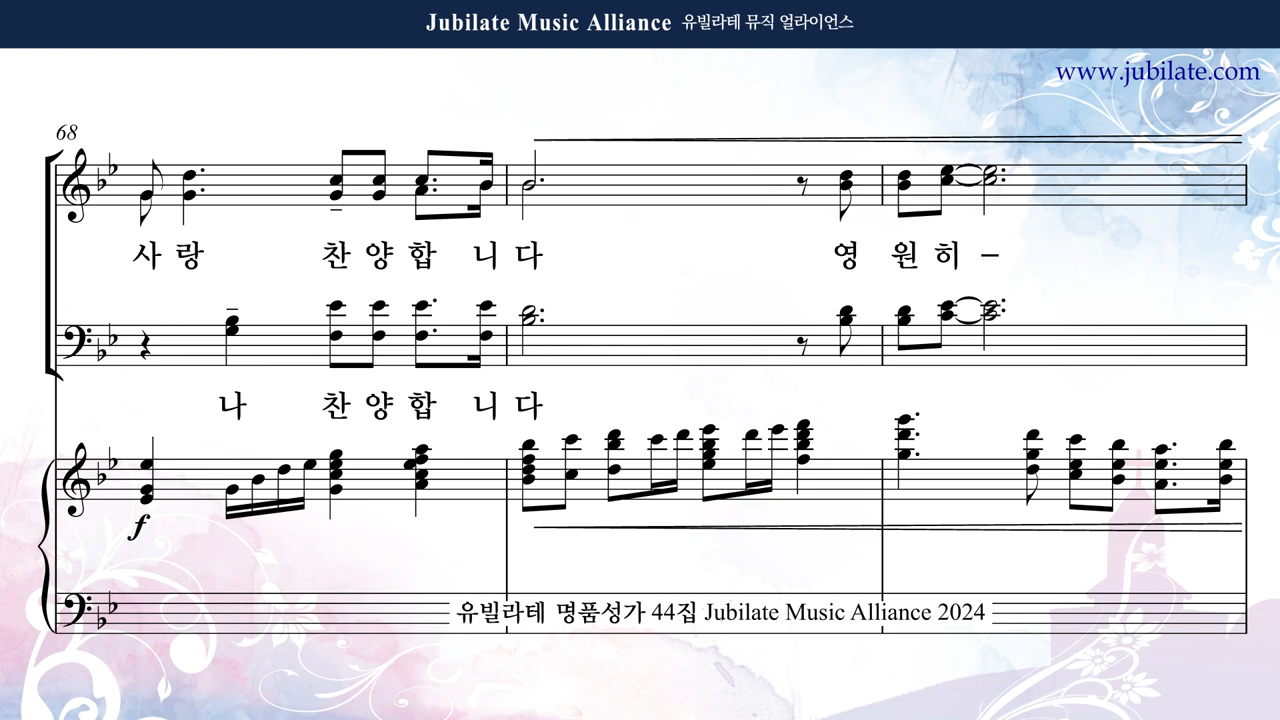 Jubilate Music Alliance 유빌라테 뮤직 얼라이언스
www.jubilate.com
68
사 랑 찬 양 합 니 다 영 원 히 –
나 찬 양 합 니 다
f
유빌라테 명품성가 44집 Jubilate Music Alliance 2024